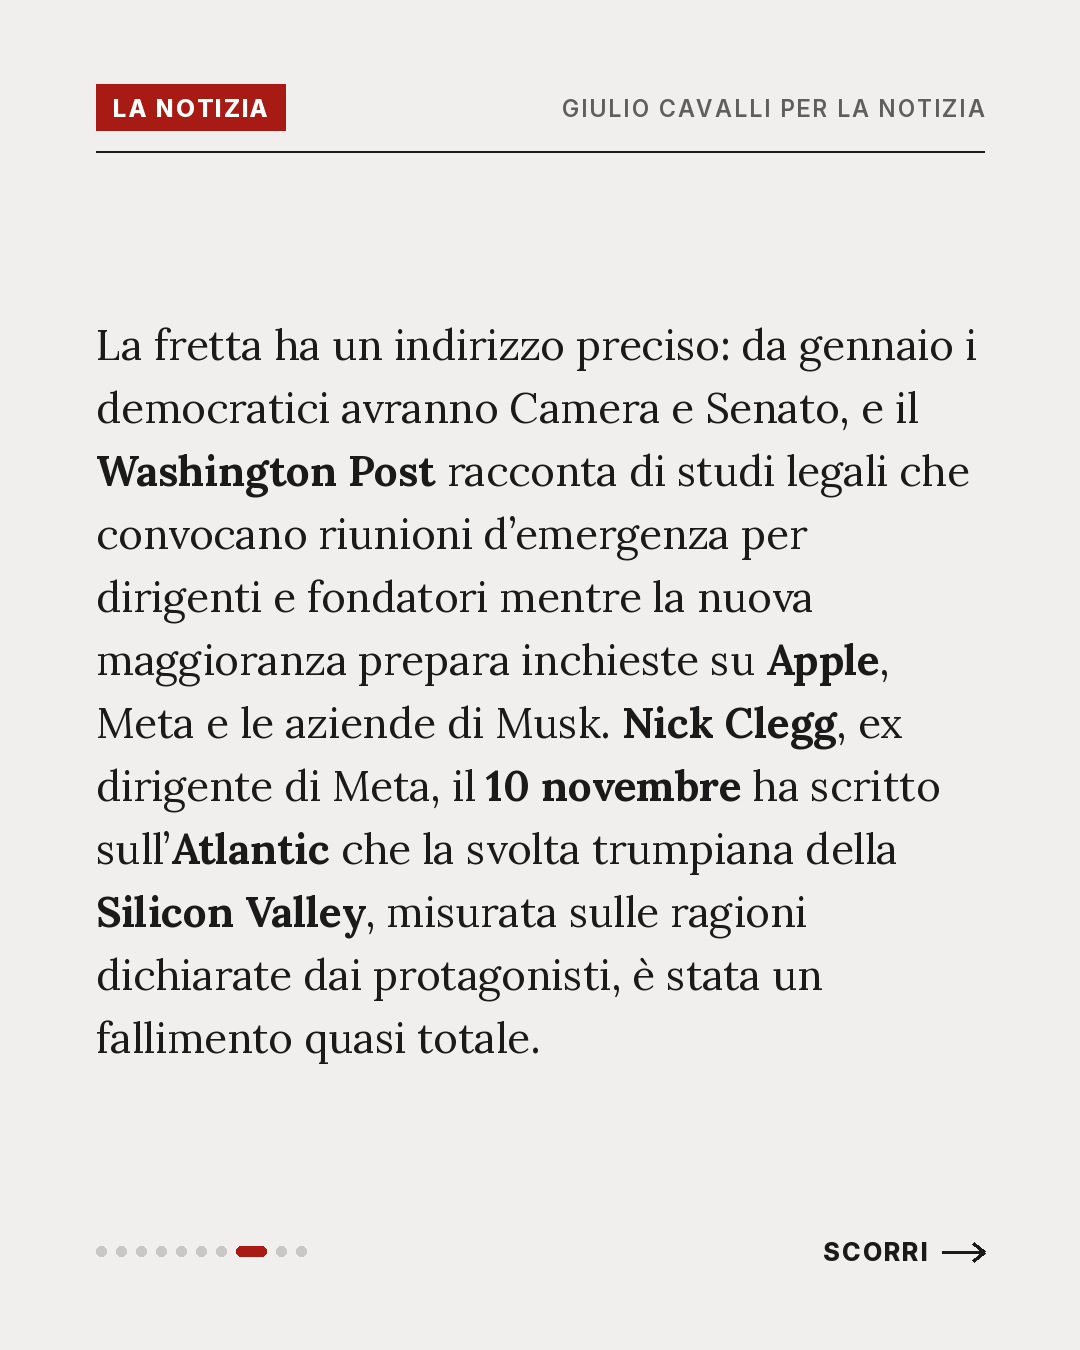 LA NOTIZIA
GIULIO CAVALLI PER LA NOTIZIA
La fretta ha un indirizzo preciso: da gennaio i
democratici avranno Camera e Senato, e il
Washington Post racconta di studi legali che
convocano riunioni d’emergenza per
dirigenti e fondatori mentre la nuova
maggioranza prepara inchieste su Apple,
Meta e le aziende di Musk. Nick Clegg, ex
dirigente di Meta, il 10 novembre ha scritto
sull’Atlantic che la svolta trumpiana della
Silicon Valley, misurata sulle ragioni
dichiarate dai protagonisti, è stata un
fallimento quasi totale.
SCORRI